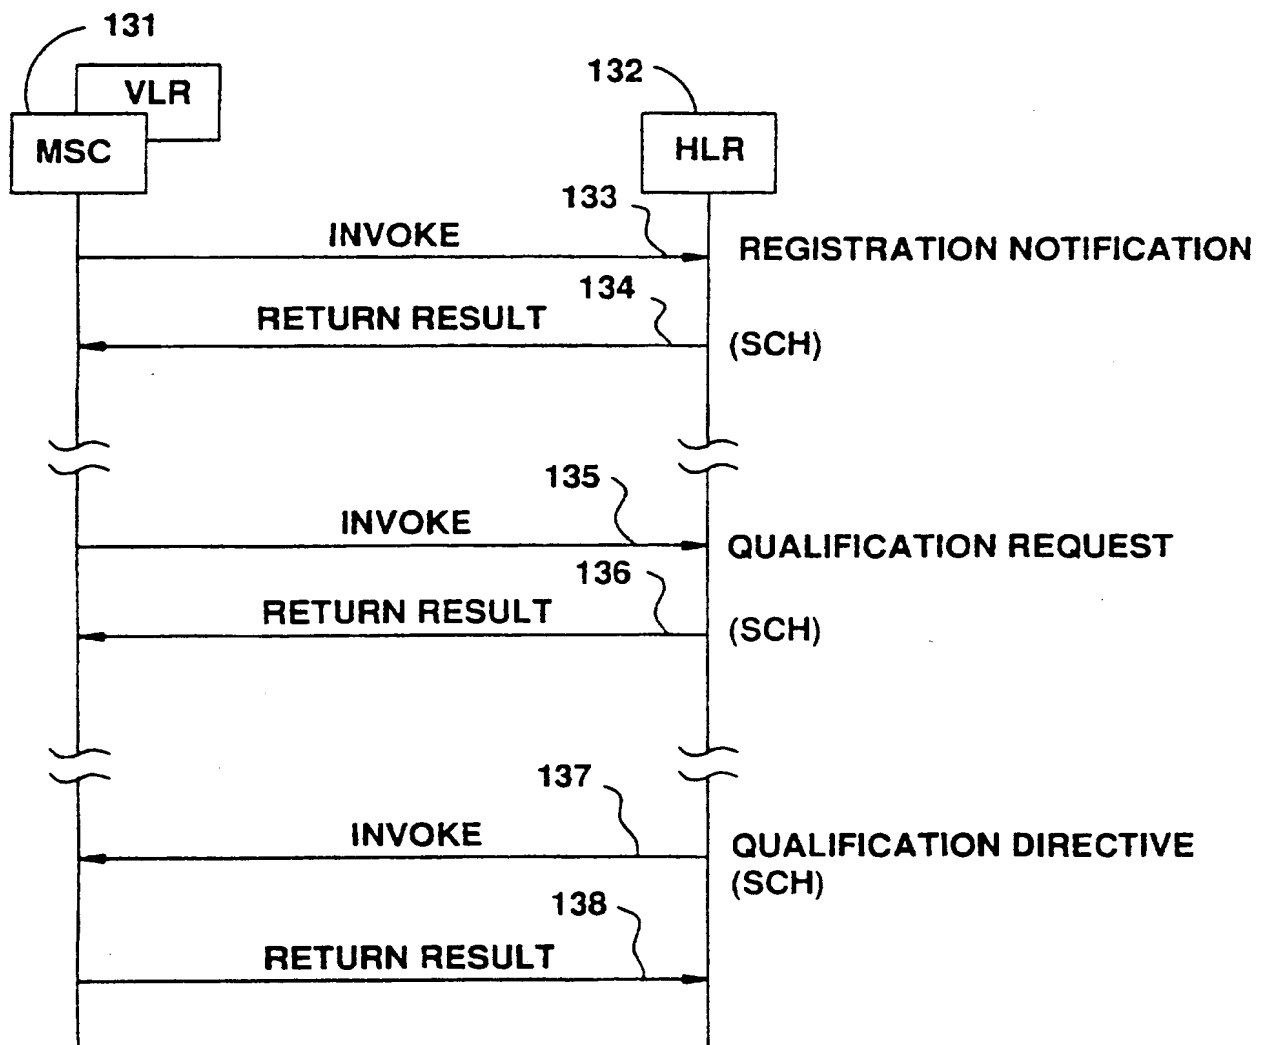 131
VLR
MSC
132
HLR
133
INVOKE
REGISTRATION NOTIFICATION
134
RETURN RESULT
(SCH)
135
INVOKE
QUALIFICATION REQUEST
136
RETURN RESULT
(SCH)
137
INVOKE
QUALIFICATION DIRECTIVE
(SCH)
138
RETURN RESULT